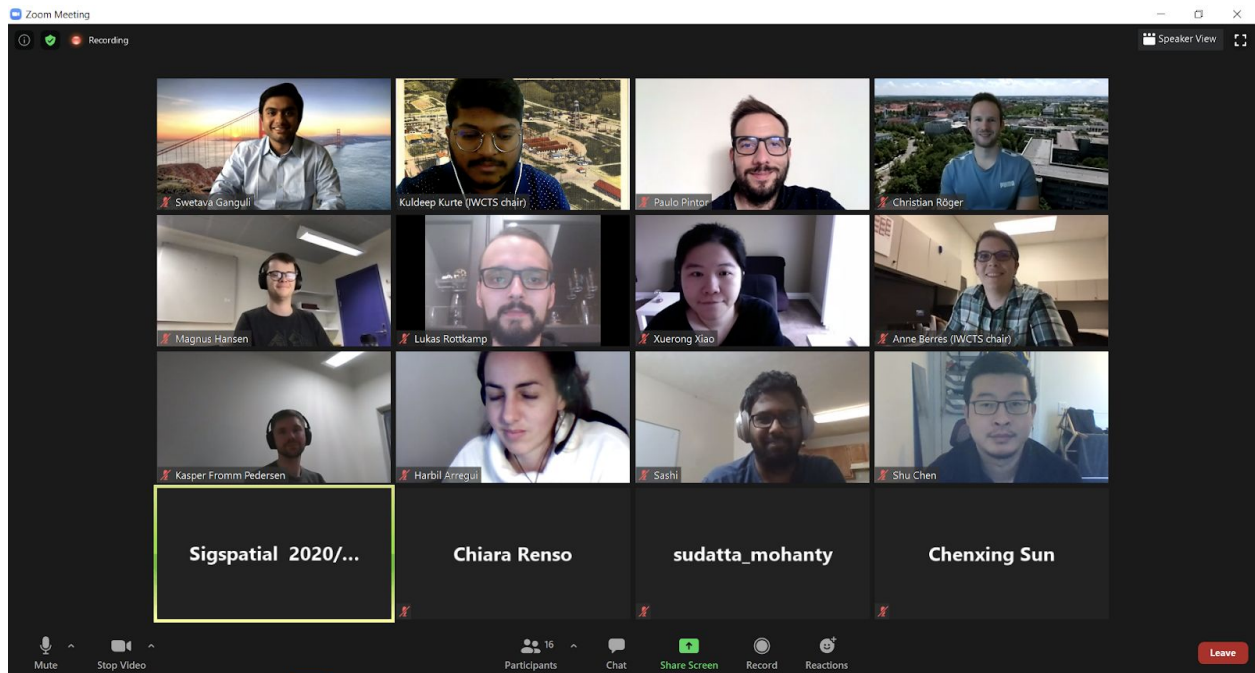 Zoom Meeting
Recording
Speaker View
Swetava Ganguli
Kuldeep Kurte (IWCTS chair)
Paulo Pintor
Christian Röger
Magnus Hansen
Lukas Rottkamp
Xuerong Xiao
Anne Berres (IWCTS chair)
Kasper Fromm Pedersen
Harbil Arregui
Sashi
Shu Chen
Sigspatial 2020/...
Chiara Renso
sudatta_mohanty
Chenxing Sun
16
Mute
Stop Video
Participants
Chat
Share Screen
Record
Reactions
Leave